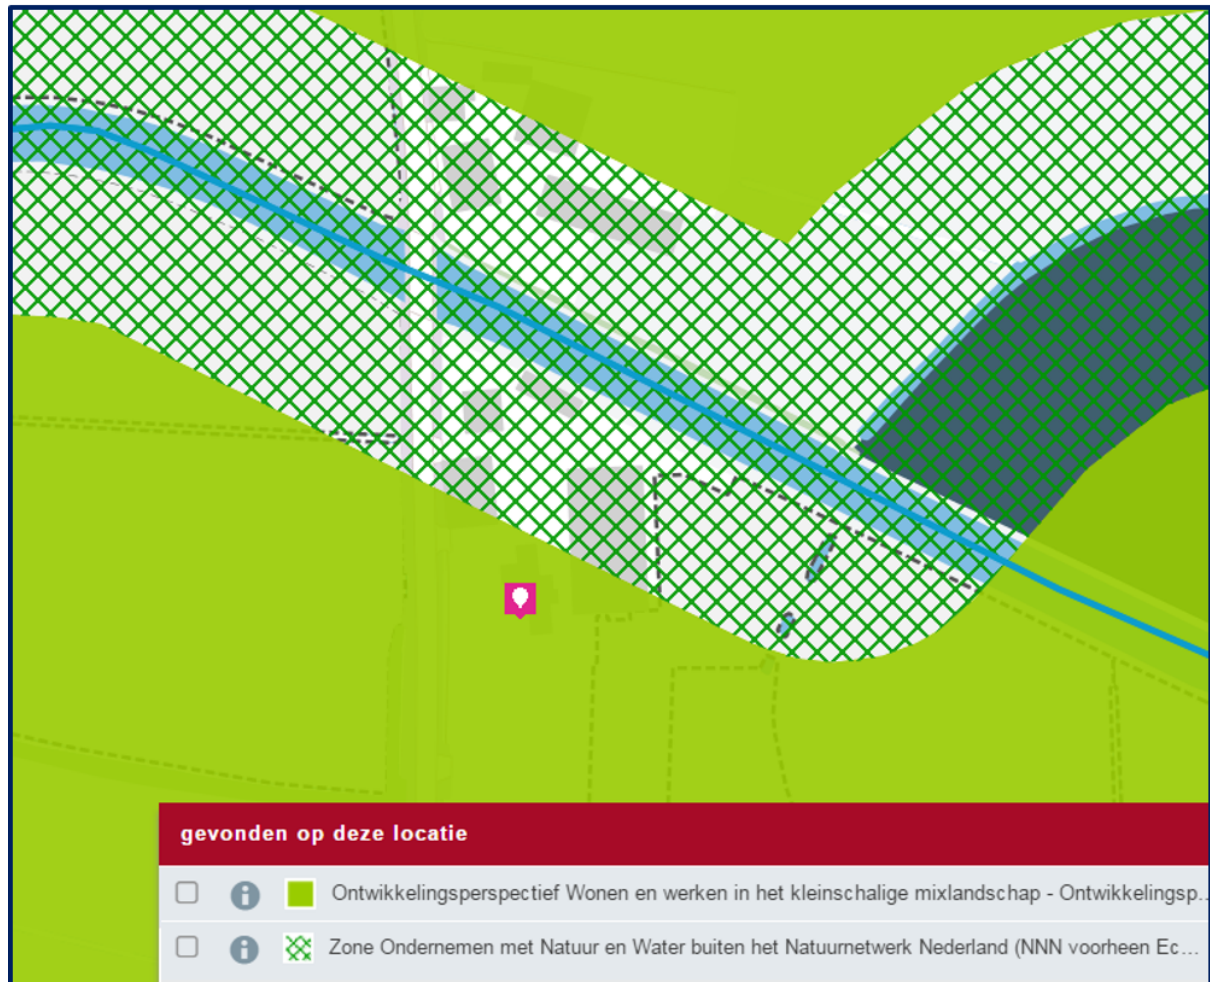 gevonden op deze locatie
Ontwikkelingsperspectief Wonen en werken in het kleinschalige mixlandschap - Ontwikkelingsp...
Zone Ondernemen met Natuur en Water buiten het Natuurnetwerk Nederland (NNN voorheen Ec...